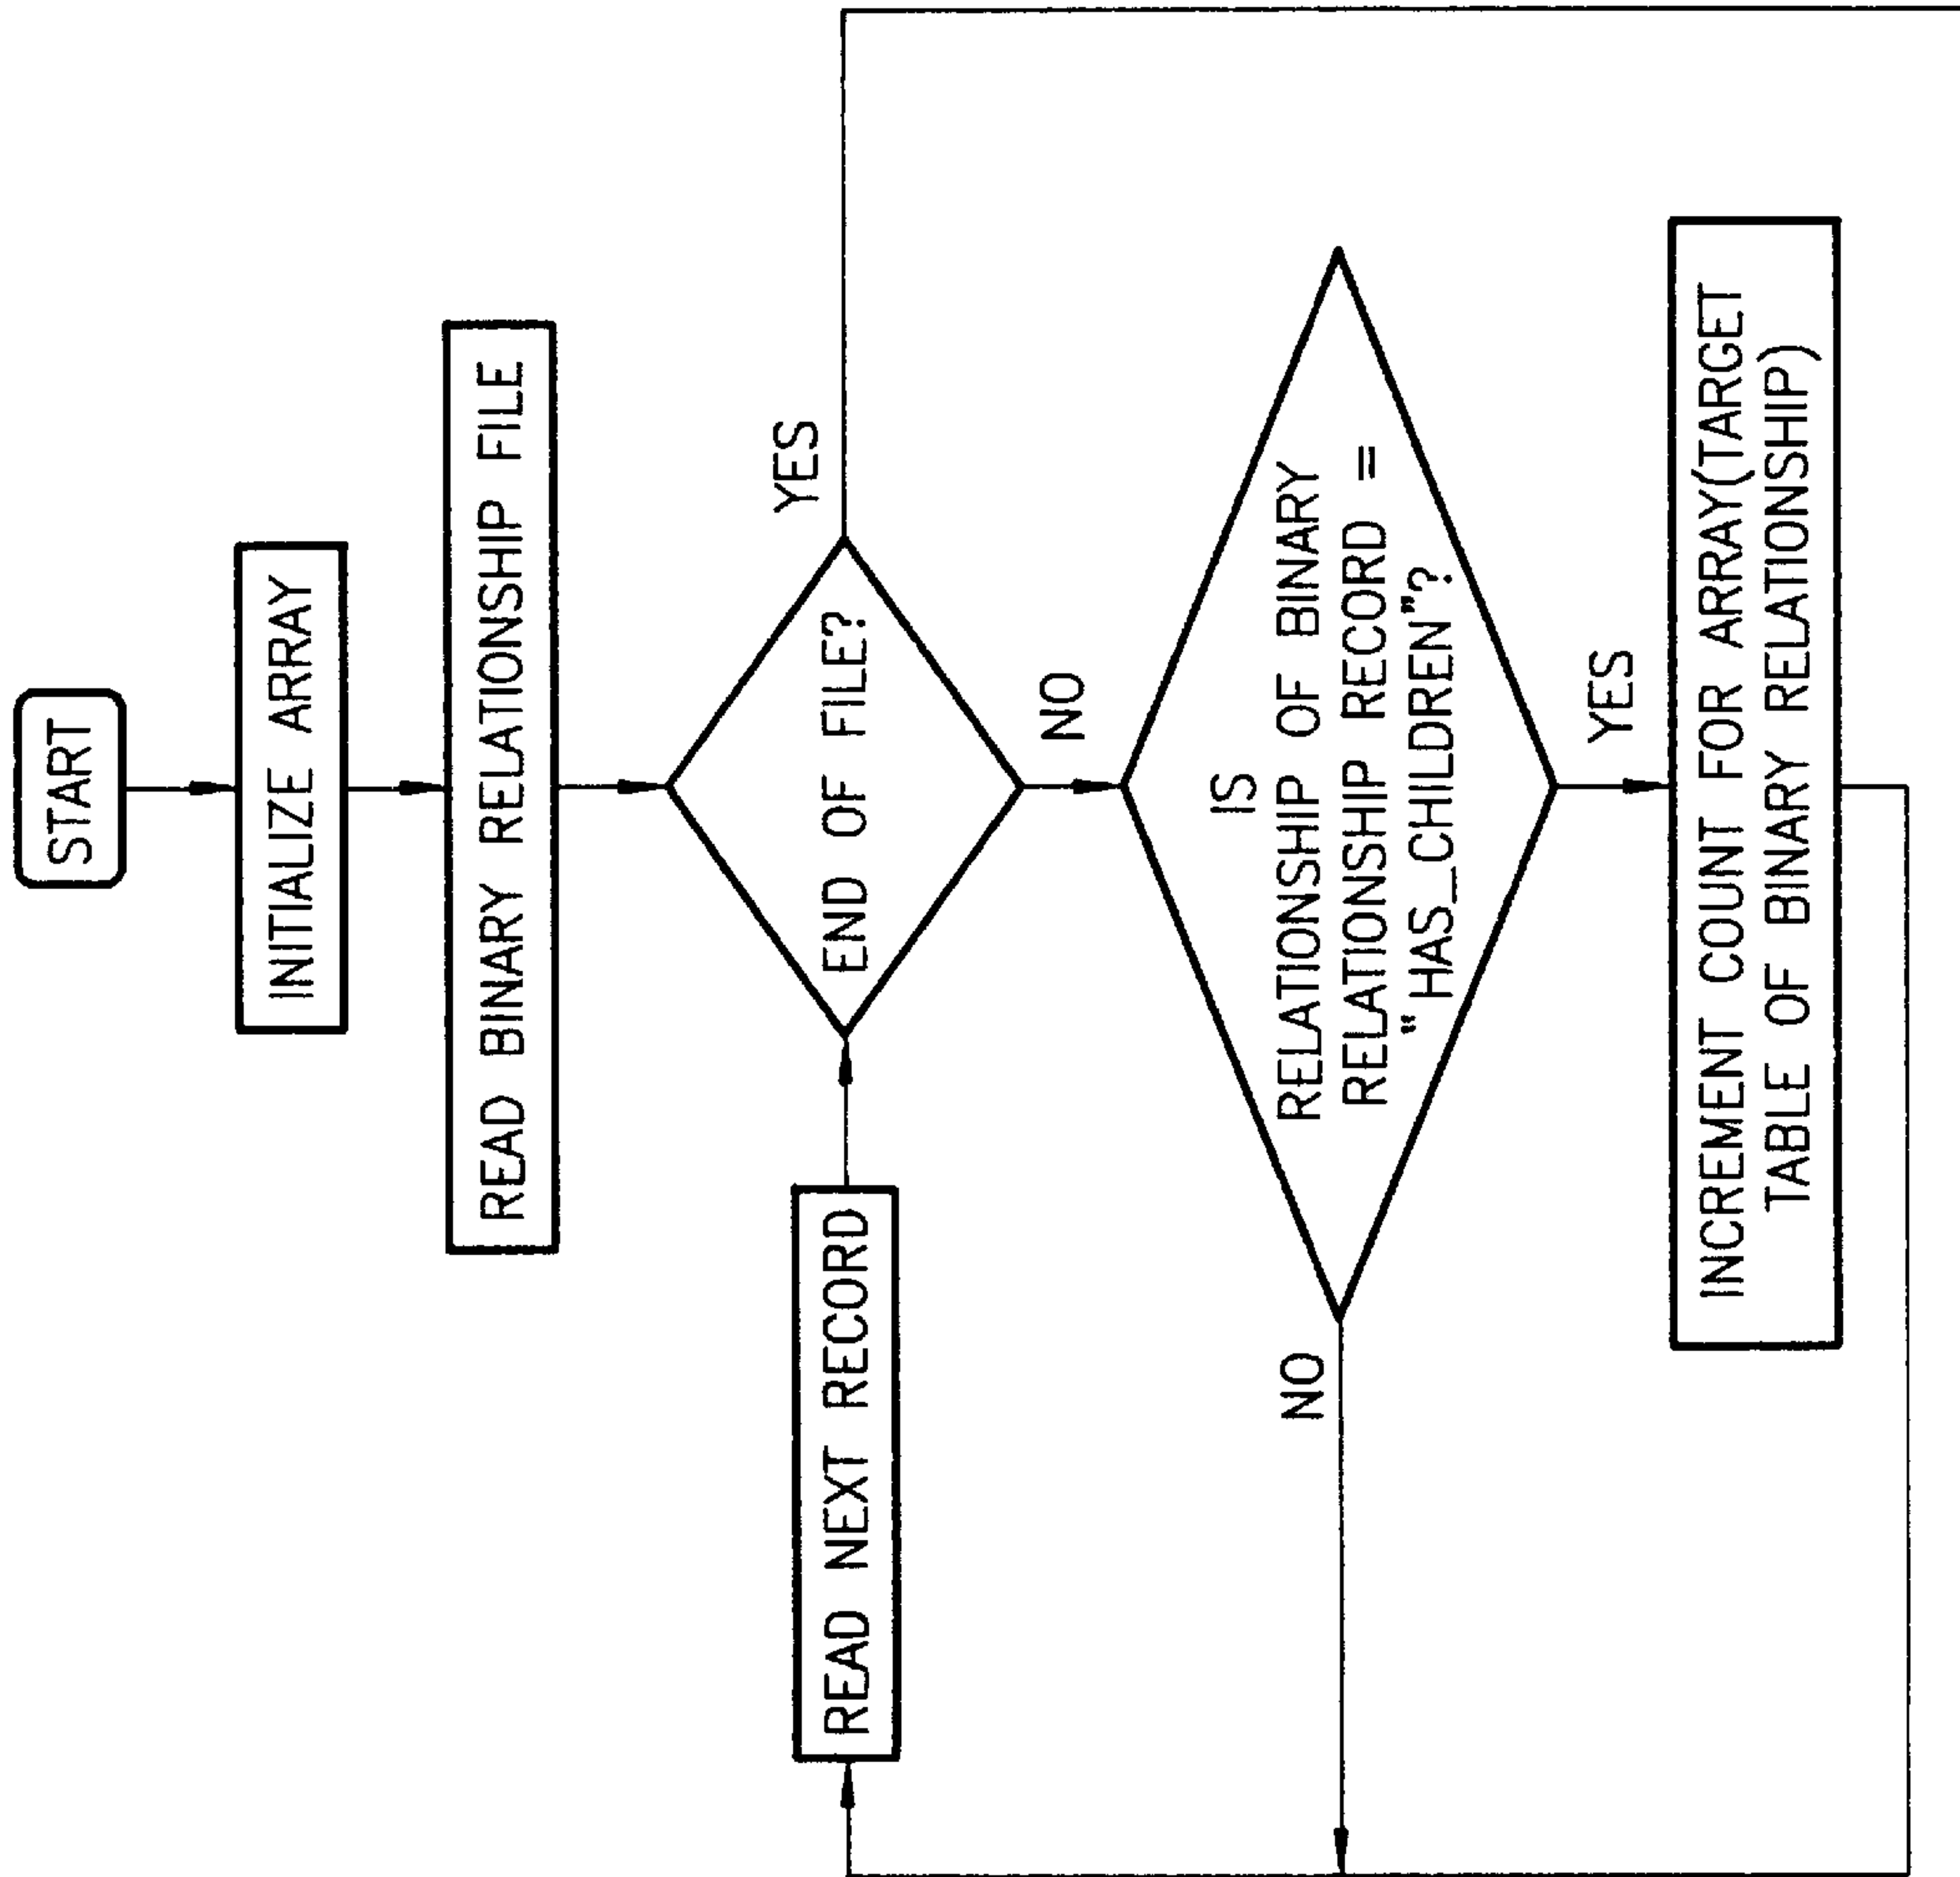 START
INITIALIZE ARRAY
READ BINARY RELATIONSHIP FILE
END OF FILE?
YES
READ NEXT RECORD
NO
IS
RELATIONSHIP OF BINARY
RELATIONSHIP RECORD =
"HAS_CHILDREN"?
NO
YES
INCREMENT COUNT FOR ARRAY(TARGET
TABLE OF BINARY RELATIONSHIP)